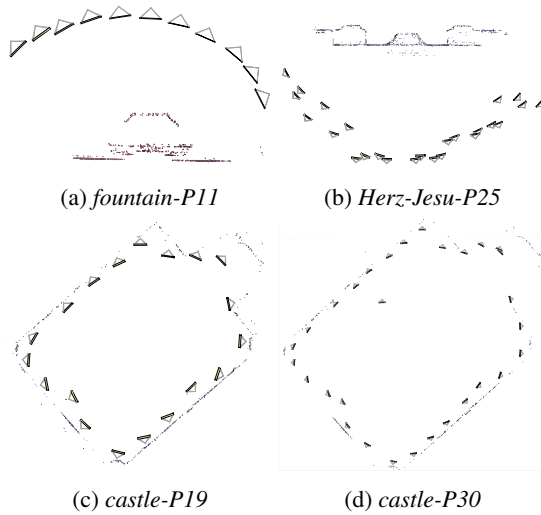 (a) fountain-P11
(b) Herz-Jesu-P25
(c) castle-P19
(d) castle-P30